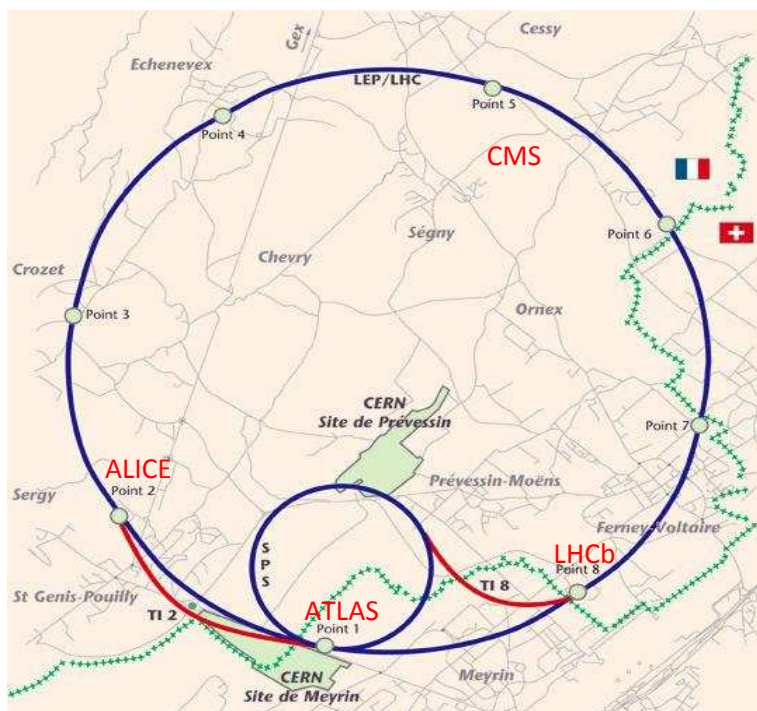 Cessy
Gex
Echenevex
LEP/LHC
Point 5
Point 4
CMS
Point 6
Ségny
Chevry
Crozet
Point 3
Ornex
CERN
Site de Prévessin
Point 7
ALICE
Prévessin-Moëns
Sergy
Point 2
Ferney-Voltaire
SPS
LHCb
Point 8
TI 8
St Genis-Pouilly
TI 2
ATLAS
Point 1
CERN
Site de Meyrin
Meyrin